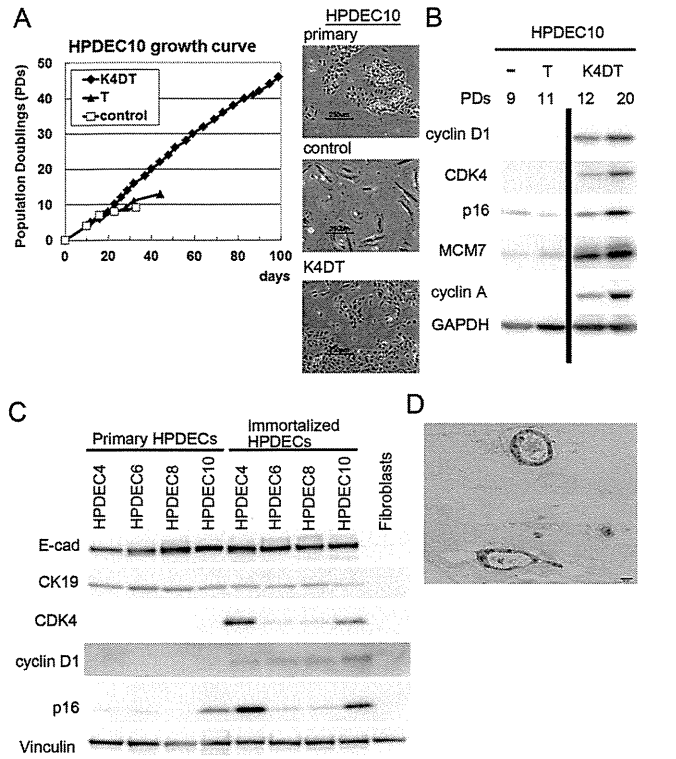 A
HPDEC10 growth curve
Population Doublings (PDs)
50
40
30
20
10
0
K4DT
T
control
0
20
40
60
80
100
days
HPDEC10
primary
control
K4DT
B
HPDEC10
- T K4DT
PDs 9 11 12 20
cyclin D1
CDK4
p16
MCM7
cyclin A
GAPDH
C
Primary HPDECs
Immortalized HPDECs
HPDEC4
HPDEC6
HPDEC8
HPDEC10
HPDEC4
HPDEC6
HPDEC8
HPDEC10
Fibroblasts
E-cad
CK19
CDK4
cyclin D1
p16
Vinculn
D